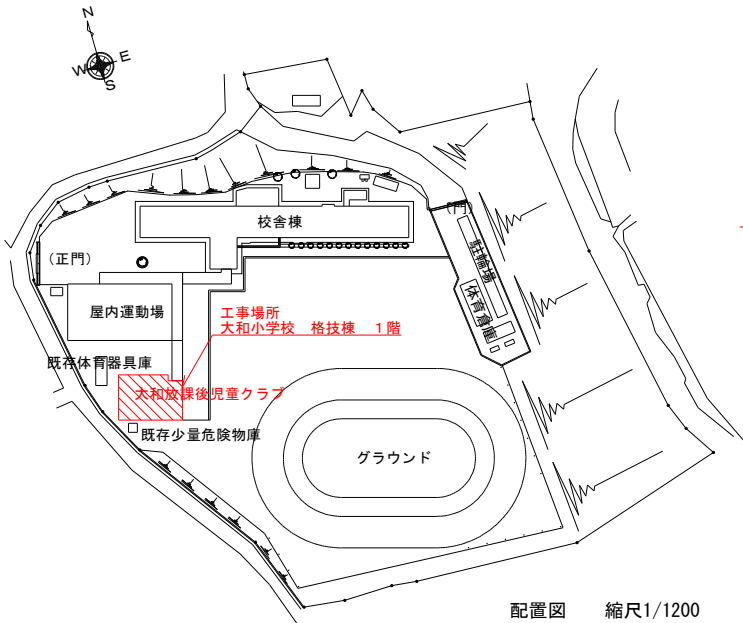 N
W E
S
校舎棟
(門)
(正門)
駐輪場
体育倉庫
屋内運動場
工事場所
大和小学校 格技棟 1階
既存体育器具庫
大和放課後児童クラブ
既存少量危険物庫
グラウンド
配置図 縮尺1/1200